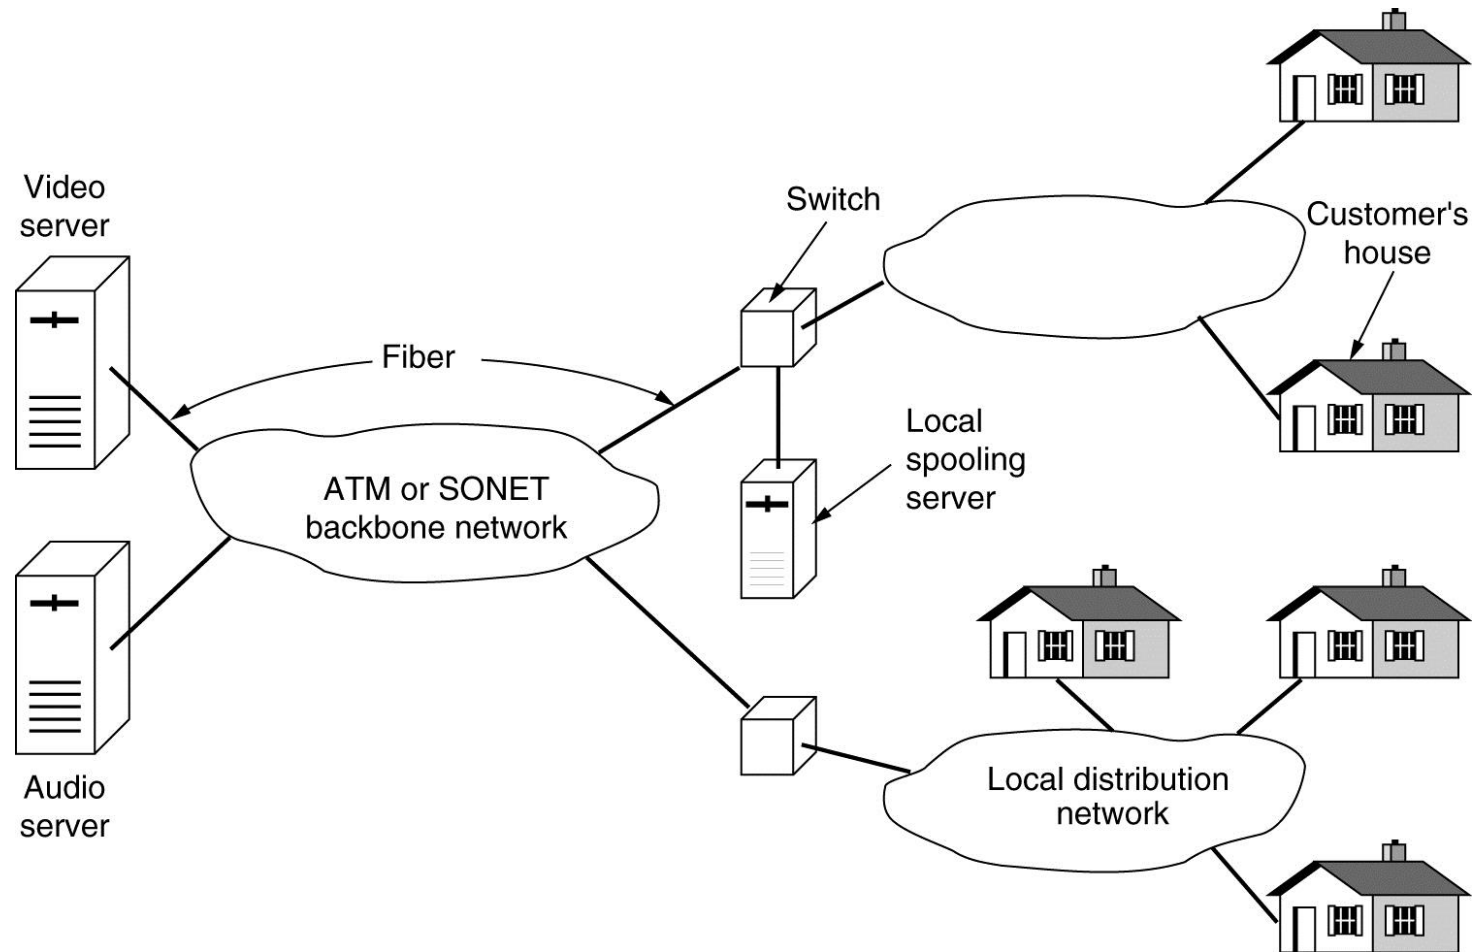 Video
server
Switch
Customer's
house
Fiber
Local
spooling
server
ATM or SONET
backbone network
Local distribution
network
Audio
server